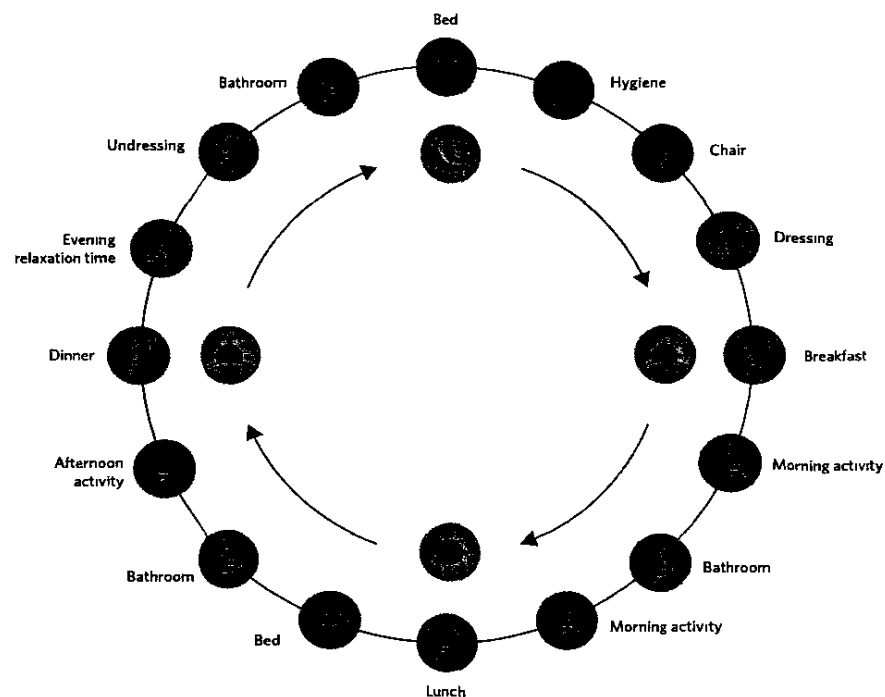 Bed
Hygiene
Chair
Dressing
Breakfast
Morning activity
Bathroom
Morning activity
Lunch
Bed
Bathroom
Afternoon
activity
Dinner
Evening
relaxation time
Undressing
Bathroom